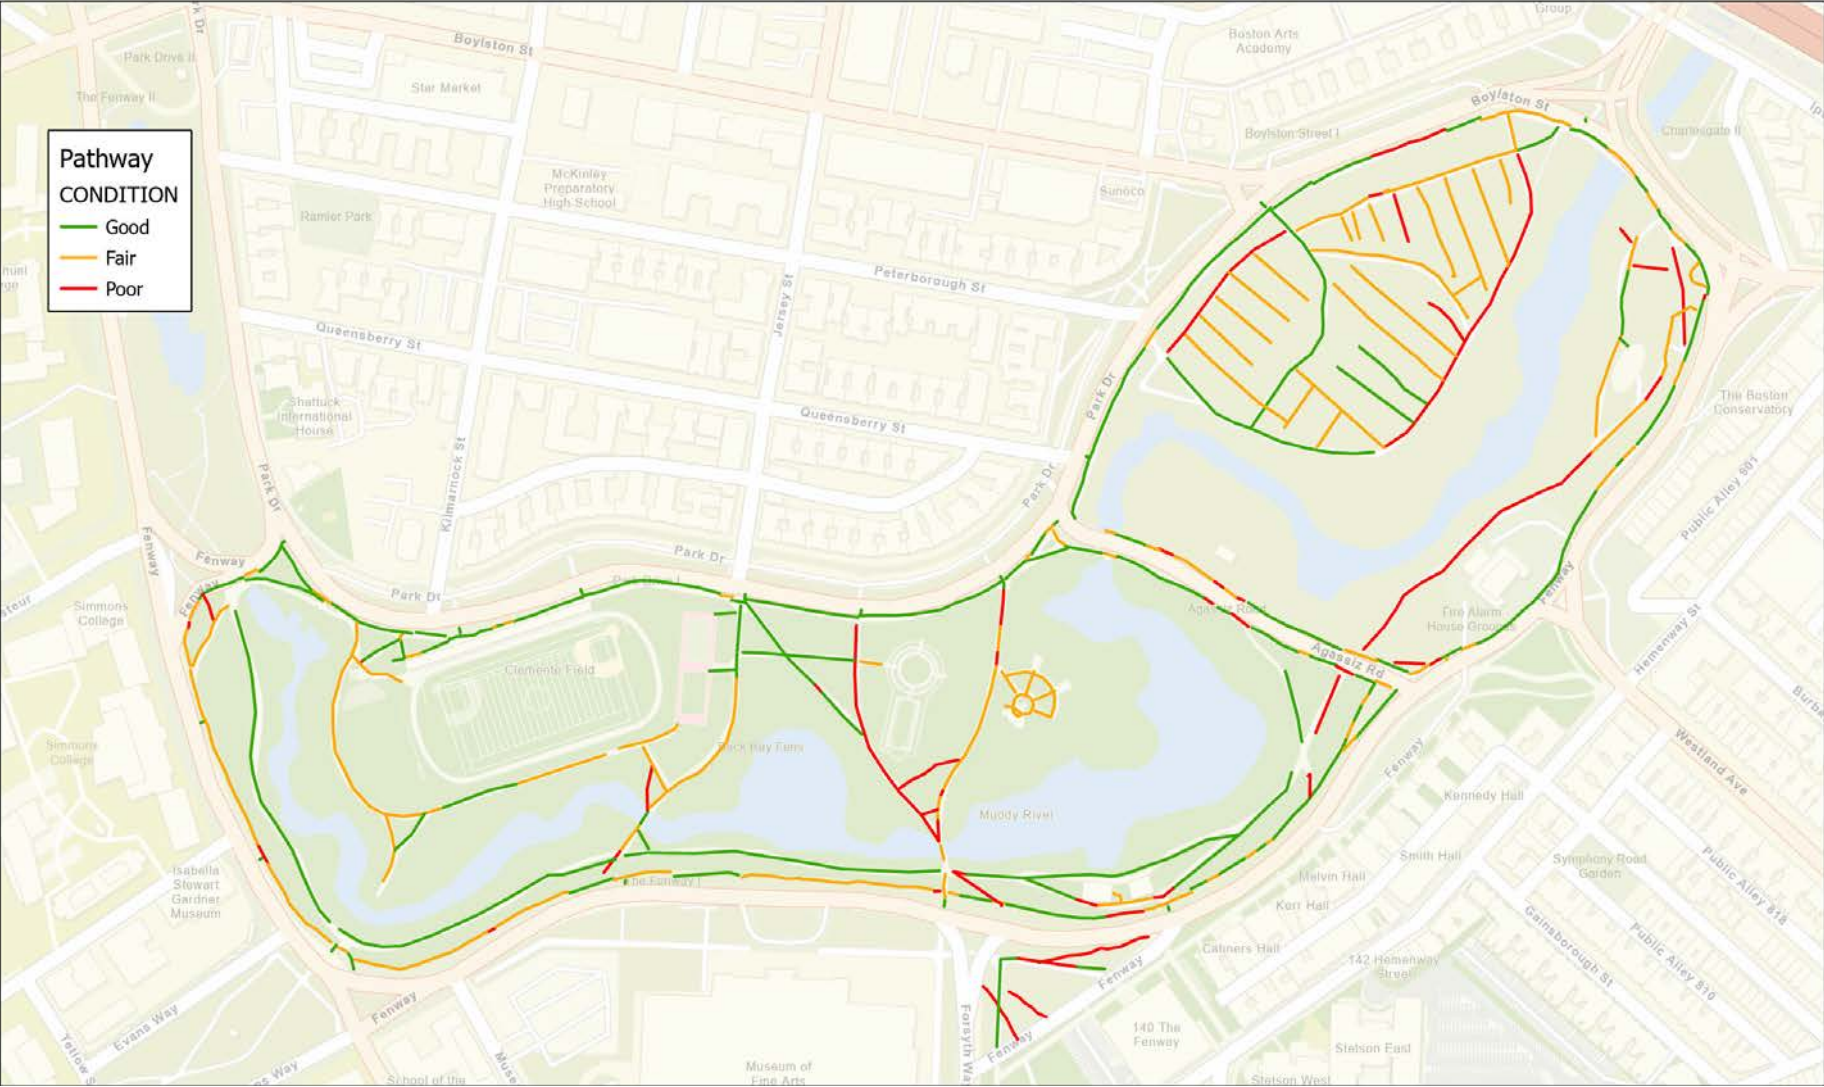 Group
Boston Arts
Academy
Boylston St
Park Drive II
Star Market
The Fenway II
Boylston St
Boylston Street I
Charlesgate II
Pathway
CONDITION
Good
Fair
Poor
McKinley
Preparatory
High School
Sunoco
Ramler Park
Peterborough St
Jersey St
Queensberry St
Shattuck
International
House
Park Dr
Queensberry St
The Boston
Conservatory
Kilmarnock St
Park Dr
Park Dr
Public Alley 901
Fenway
Fenway
Park Dr
Park Drive I
Park Dr
Fenway
Simmons
College
Agassiz Road
Fire Alarm
House Grounds
Fenway
Hemenway St
Clemente Field
Agassiz Rd
Simmons
College
Back Bay Fens
Fenway
Westland Ave
Kennedy Hall
Muddy River
Smith Hall
Symphony Road
Garden
Public Alley 818
Isabella
Stewart
Gardner
Museum
The Fenway I
Melvin Hall
Kerr Hall
Gainsborough St
Public Alley 810
Cahners Hall
142 Hemenway
Street
Fenway
Evans Way
Fenway
Forsyth Way
140 The
Fenway
Fenway
Stetson East
Museum of
Fine Arts
School of the
Stetson West